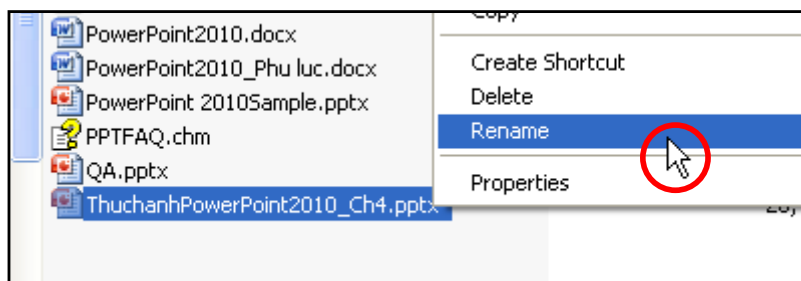 PowerPoint2010.docx
PowerPoint2010_Phu luc.docx
PowerPoint 2010Sample.pptx
PPTFAQ.chm
QA.pptx
ThuchanhPowerPoint2010_Ch4.pptx
Copy
Create Shortcut
Delete
Rename
Properties